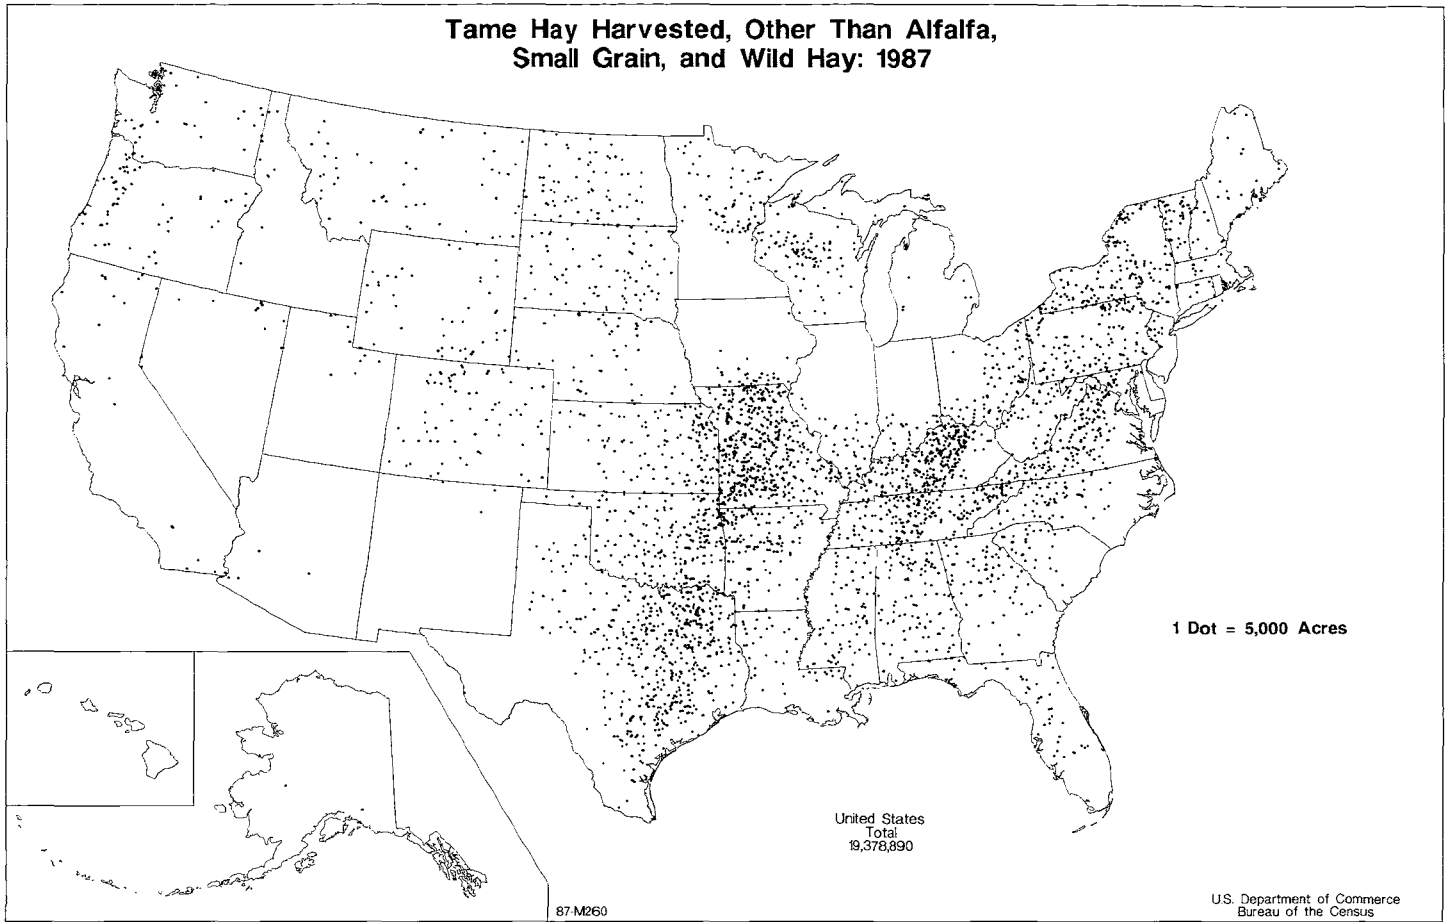 Tame Hay Harvested, Other Than Alfalfa,
Small Grain, and Wild Hay: 1987
1 Dot = 5,000 Acres
United States
Total
19,378,890
87-M260
U.S. Department of Commerce
Bureau of the Census